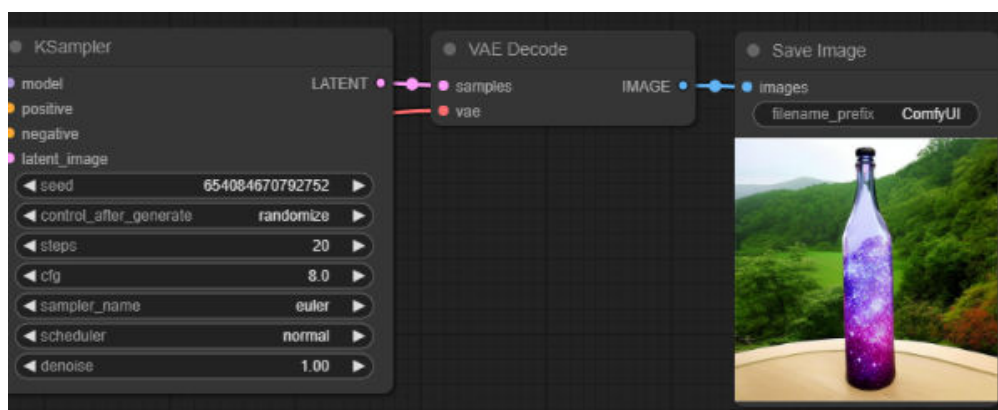 KSampler
model LATENT
positive
negative
latent_image
seed 654084670792752
control_after_generate randomize
steps 20
cfg 8.0
sampler_name euler
scheduler normal
denoise 1.00
VAE Decode
samples IMAGE
vae
Save Image
images
filename_prefix ComfyUI